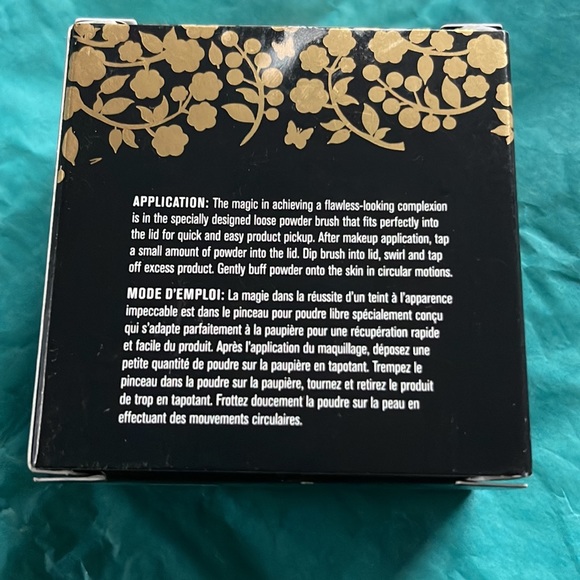 APPLICATION: The magic in achieving a flawless-looking complexion
is in the specially designed loose powder brush that fits perfectly into
the lid for quick and easy product pickup. After makeup application, tap
a small amount of powder into the lid. Dip brush into lid, swirl and tap
off excess product. Gently buff powder onto the skin in circular motions.
MODE D'EMPLOI: La magie dans la réussite d'un teint à l'apparence
impeccable est dans le pinceau pour poudre libre spécialement conçu
qui s'adapte parfaitement à la paupière pour une récupération rapide
et facile du produit. Après l'application du maquillage, déposez une
petite quantité de poudre sur la paupière en tapotant. Trempez le
pinceau dans la poudre sur la paupière, tournez et retirez le produit
de trop en tapotant. Frottez doucement la poudre sur la peau en
effectuant des mouvements circulaires.